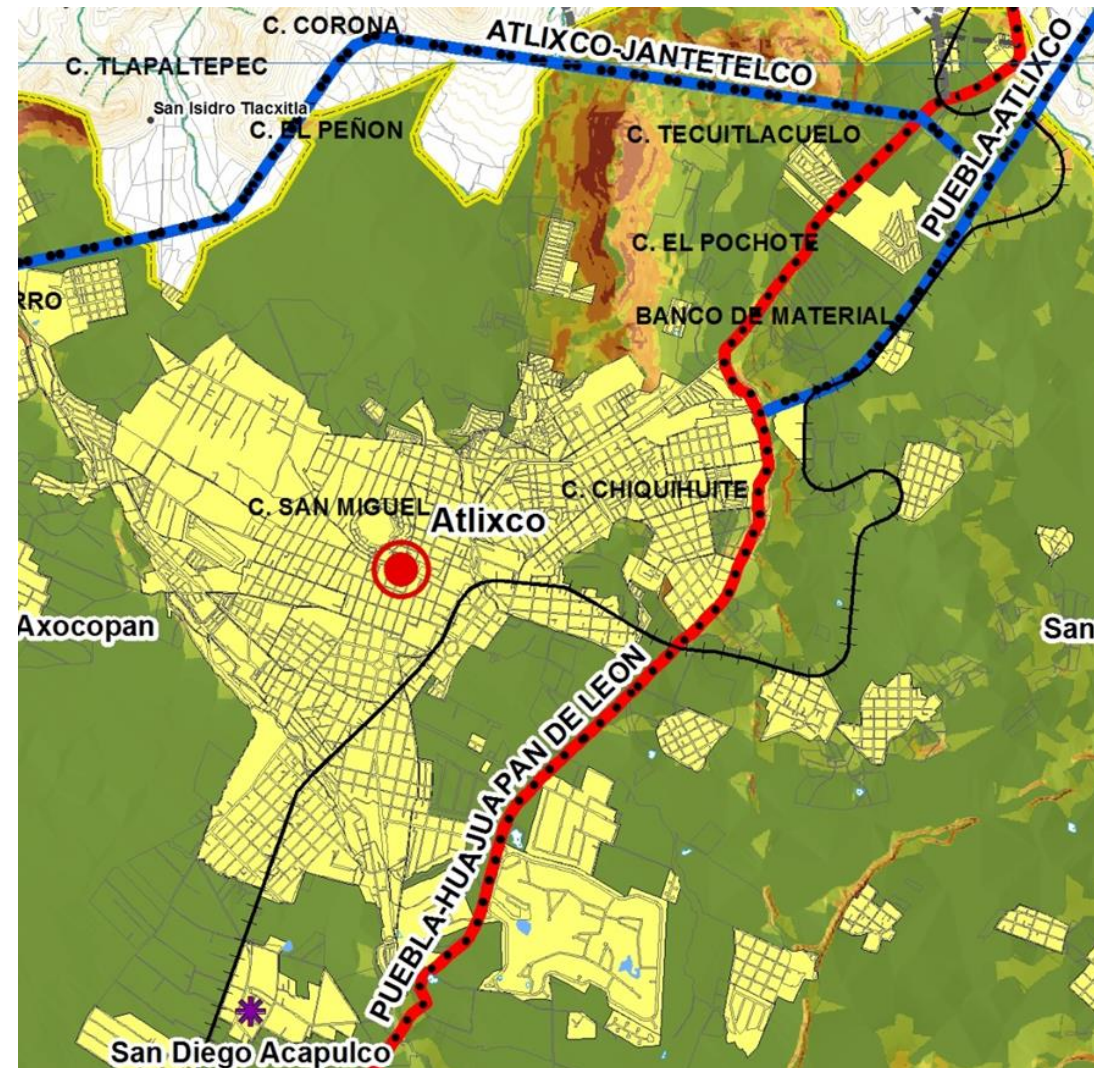 C. CORONA
ATLIXCO-JANTETELCO
C. TLAPALTEPEC
San Isidro Tlacxitla
C. EL PEÑON
C. TECUITLACUELO
PUEBLA-ATLIXCO
C. EL POCHOTE
RRO
BANCO DE MATERIAL
C. CHIQUIHUITE
C. SAN MIGUEL
Atlixco
Axocopan
San
PUEBLA-HUAJUAPAN DE LEON
San Diego Acapulco